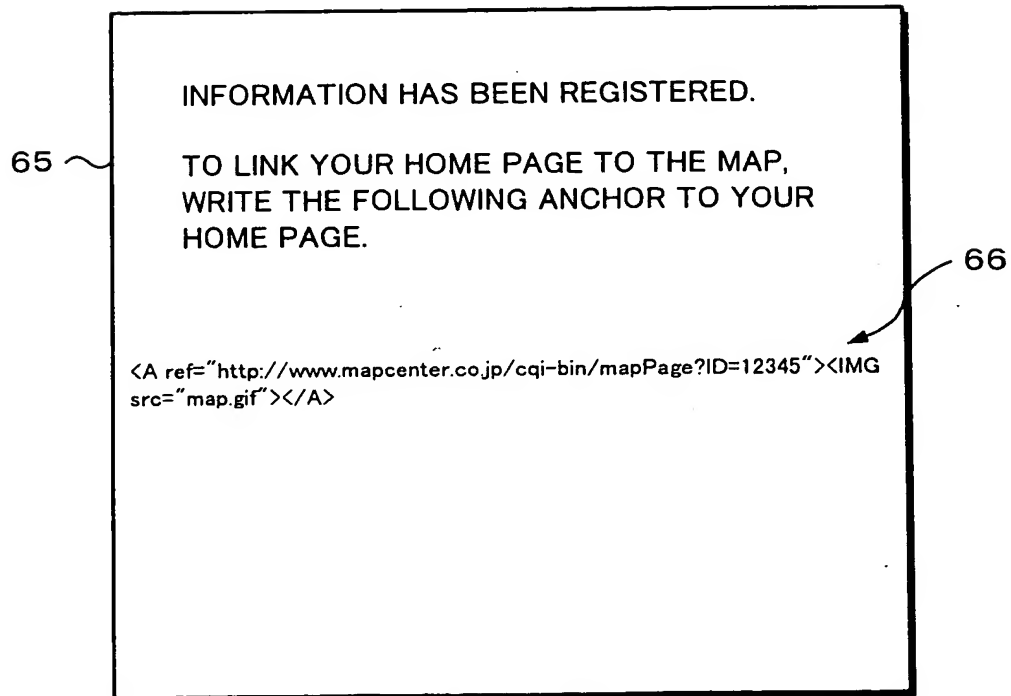 INFORMATION HAS BEEN REGISTERED.
65
TO LINK YOUR HOME PAGE TO THE MAP,
WRITE THE FOLLOWING ANCHOR TO YOUR
HOME PAGE.
66
<A ref="http://www.mapcenter.co.jp/cqi-bin/mapPage?ID=12345"><IMG
src="map.gif"></A>